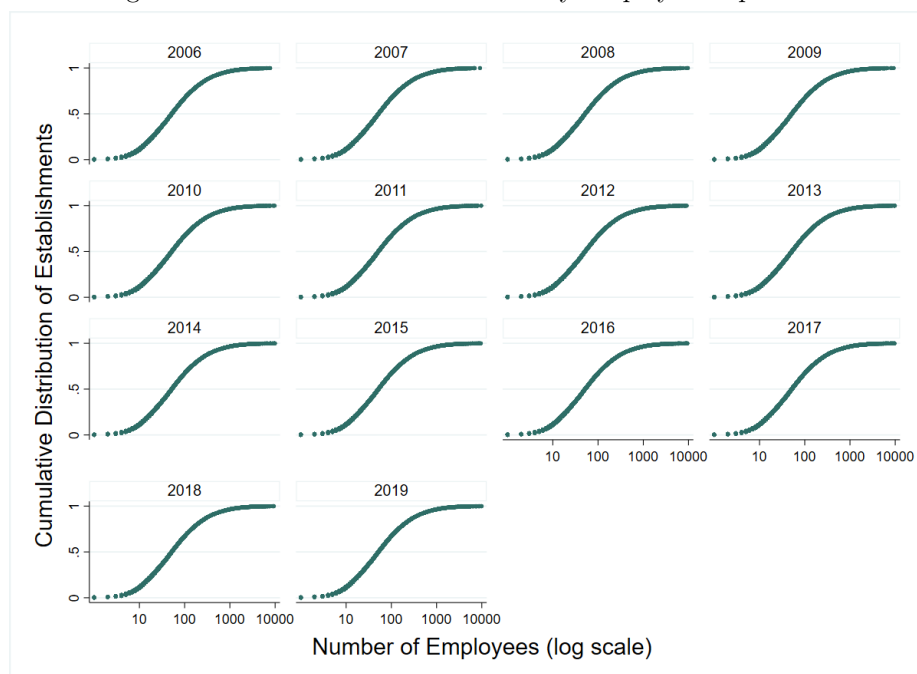 2006 2007 2008 2009
0 .5 1
2010 2011 2012 2013
0 .5 1
2014 2015 2016 2017
0 .5 1
10 100 1000 10000 10 100 1000 10000
2018 2019
0 .5 1
10 100 1000 10000 10 100 1000 10000
Cumulative Distribution of Establishments
Number of Employees (log scale)